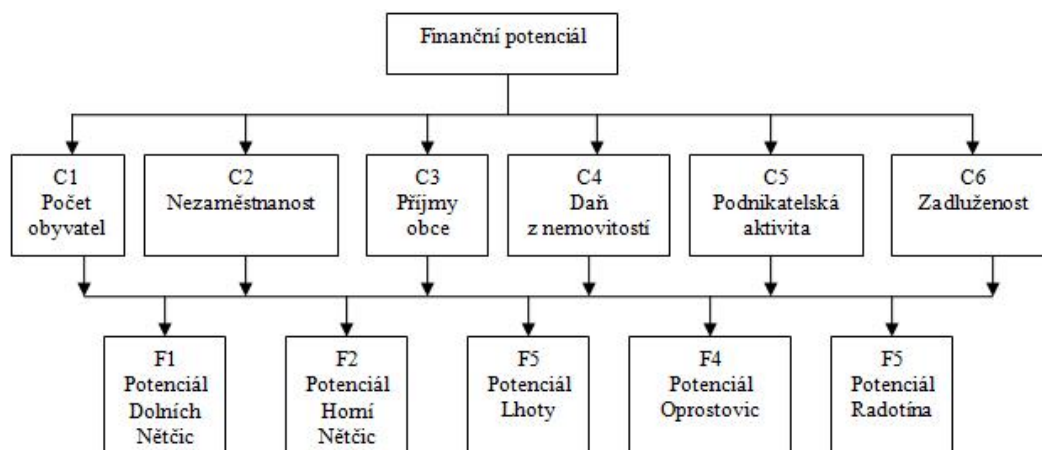 Finanční potenciál
C1
Počet
obyvatel
C2
Nezaměstnanost
C3
Příjmy
obce
C4
Daň
z nemovitostí
C5
Podnikatelská
aktivita
C6
Zadluženost
F1
Potenciál
Dolních
Nětčic
F2
Potenciál
Horní
Nětčic
F5
Potenciál
Lhoty
F4
Potenciál
Oprostovic
F5
Potenciál
Radotína